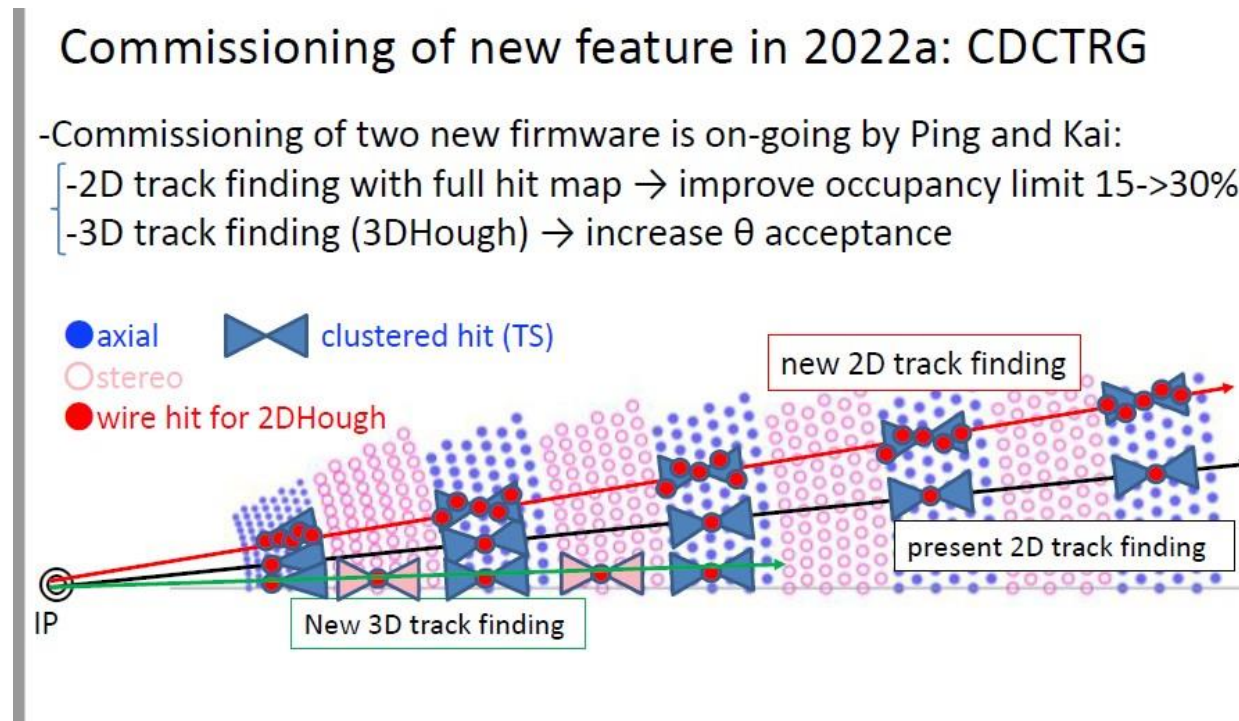 Commissioning of new feature in 2022a: CDCTRG
-Commissioning of two new firmware is on-going by Ping and Kai:
-2D track finding with full hit map → improve occupancy limit 15->30%
-3D track finding (3DHough) → increase θ acceptance
axial
clustered hit (TS)
stereo
wire hit for 2DHough
new 2D track finding
present 2D track finding
IP
New 3D track finding